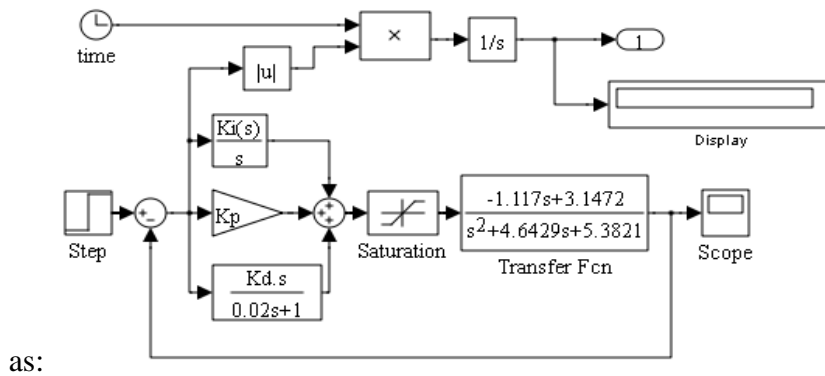 time
×
1/s
1
|u|
Display
Ki(s)
s
Kp
Kd.s
0.02s+1
Step
Saturation
-1.117s+3.1472
s²+4.6429s+5.3821
Transfer Fcn
Scope
as: